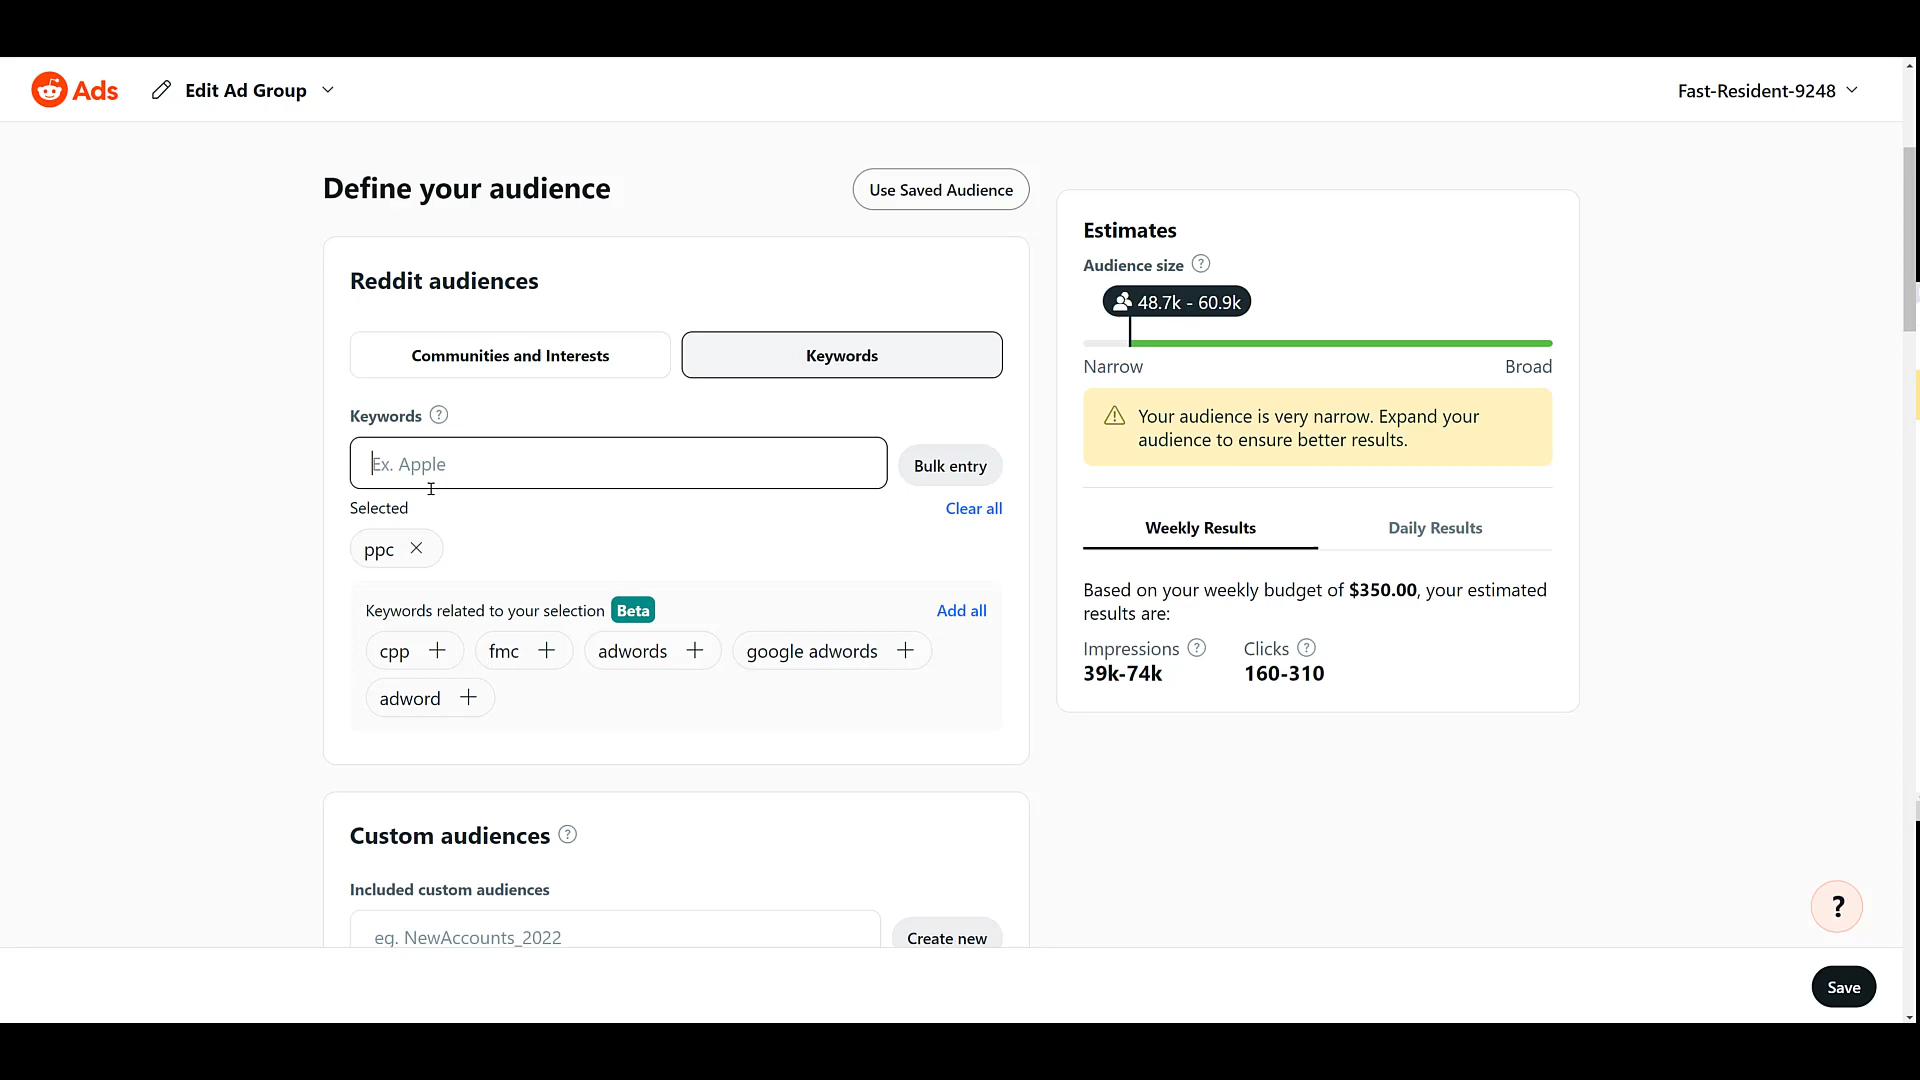 Ads
Edit Ad Group
Fast-Resident-9248
Define your audience
Use Saved Audience
Reddit audiences
Communities and Interests
Keywords
Keywords ?
Ex. Apple
Bulk entry
Selected
Clear all
ppc
Keywords related to your selection Beta
Add all
cpp
fmc
adwords
google adwords
adword
Custom audiences ?
Included custom audiences
eg. NewAccounts_2022
Create new
Estimates
Audience size ?
48.7k - 60.9k
Narrow
Broad
Your audience is very narrow. Expand your
audience to ensure better results.
Weekly Results
Daily Results
Based on your weekly budget of $350.00, your estimated
results are:
Impressions ?
Clicks ?
39k-74k
160-310
?
Save